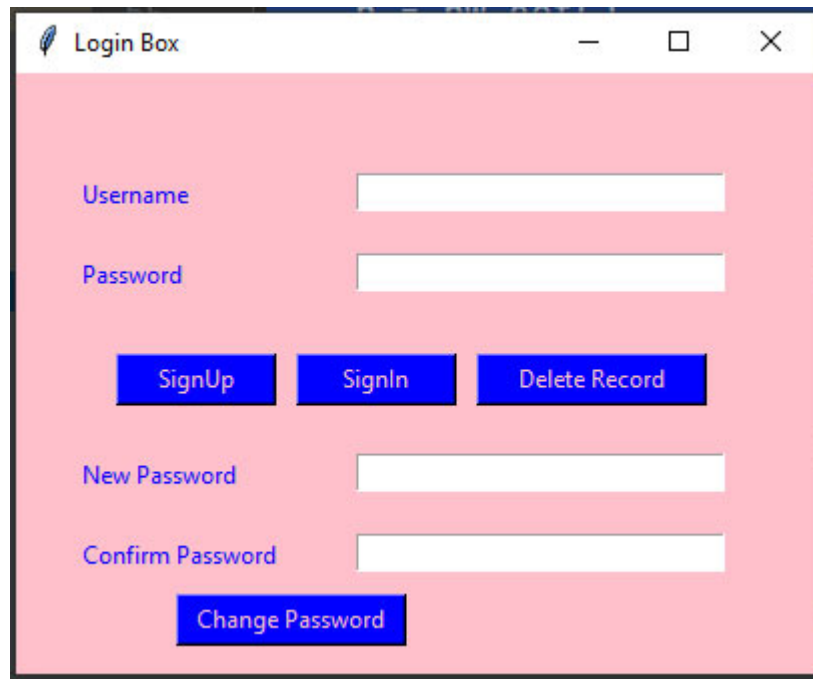 Login Box
Username
Password
SignUp SignIn Delete Record
New Password
Confirm Password
Change Password